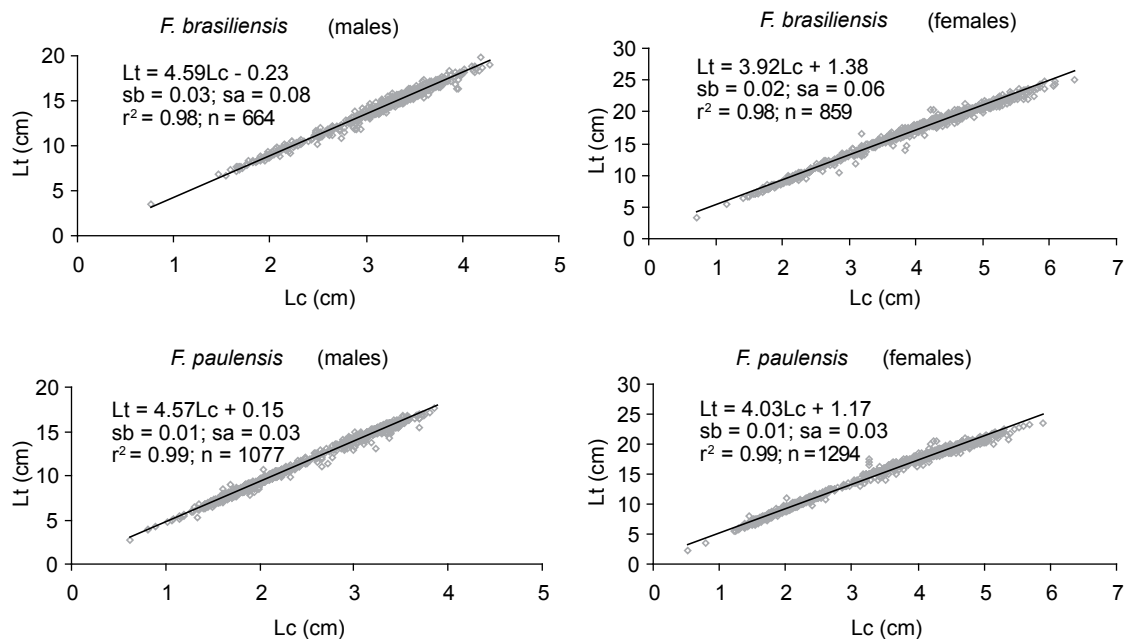 F. brasiliensis (males)
Lt (cm)
20
15
10
5
0
Lt = 4.59Lc - 0.23
sb = 0.03; sa = 0.08
r² = 0.98; n = 664
0 1 2 3 4 5
Lc (cm)
F. brasiliensis (females)
Lt (cm)
30
25
20
15
10
5
0
Lt = 3.92Lc + 1.38
sb = 0.02; sa = 0.06
r² = 0.98; n = 859
0 1 2 3 4 5 6 7
Lc (cm)
F. paulensis (males)
Lt (cm)
20
15
10
5
0
Lt = 4.57Lc + 0.15
sb = 0.01; sa = 0.03
r² = 0.99; n = 1077
0 1 2 3 4 5
Lc (cm)
F. paulensis (females)
Lt (cm)
30
25
20
15
10
5
0
Lt = 4.03Lc + 1.17
sb = 0.01; sa = 0.03
r² = 0.99; n =1294
0 1 2 3 4 5 6 7
Lc (cm)